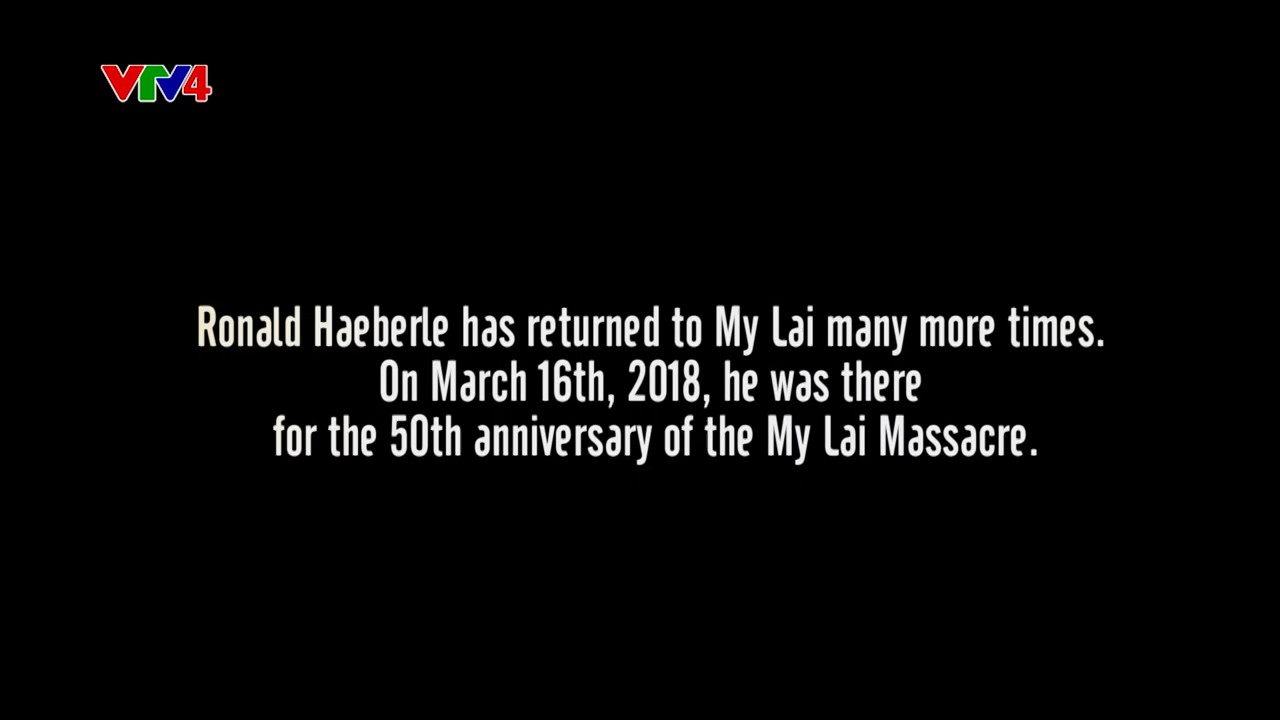 VTV4
Ronald Haeberle has returned to My Lai many more times.
On March 16th, 2018, he was there
for the 50th anniversary of the My Lai Massacre.